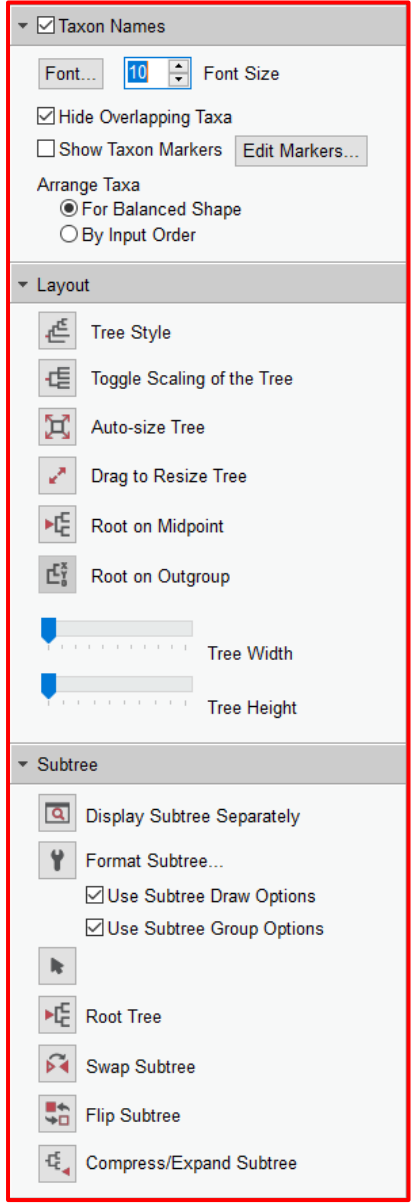 Taxon Names
Font... 10 Font Size
Hide Overlapping Taxa
Show Taxon Markers Edit Markers...
Arrange Taxa
For Balanced Shape
By Input Order
Layout
Tree Style
Toggle Scaling of the Tree
Auto-size Tree
Drag to Resize Tree
Root on Midpoint
Root on Outgroup
Tree Width
Tree Height
Subtree
Display Subtree Separately
Format Subtree...
Use Subtree Draw Options
Use Subtree Group Options
Root Tree
Swap Subtree
Flip Subtree
Compress/Expand Subtree